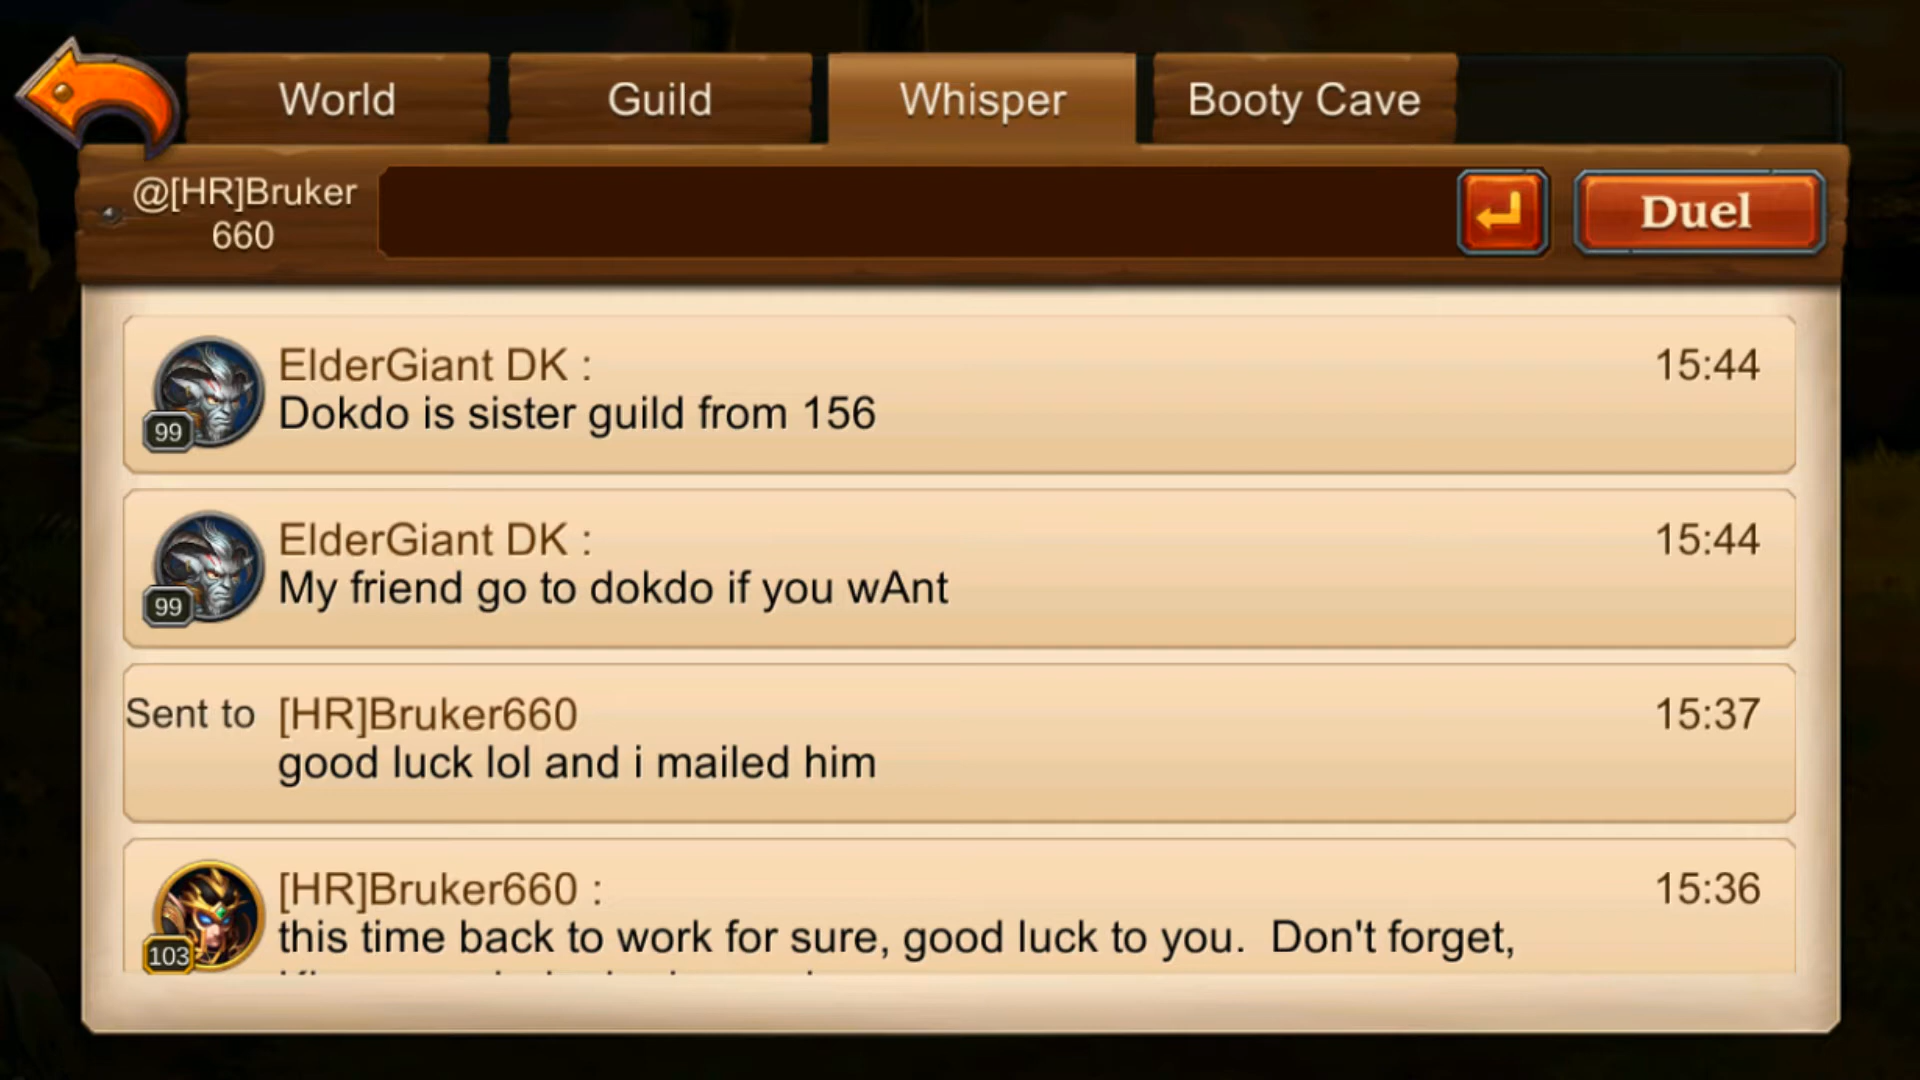 World
Guild
Whisper
Booty Cave
@[HR]Bruker
660
Duel
ElderGiant DK :
15:44
Dokdo is sister guild from 156
99
ElderGiant DK :
15:44
My friend go to dokdo if you wAnt
99
Sent to [HR]Bruker660
15:37
good luck lol and i mailed him
[HR]Bruker660 :
15:36
this time back to work for sure, good luck to you.  Don't forget,
103